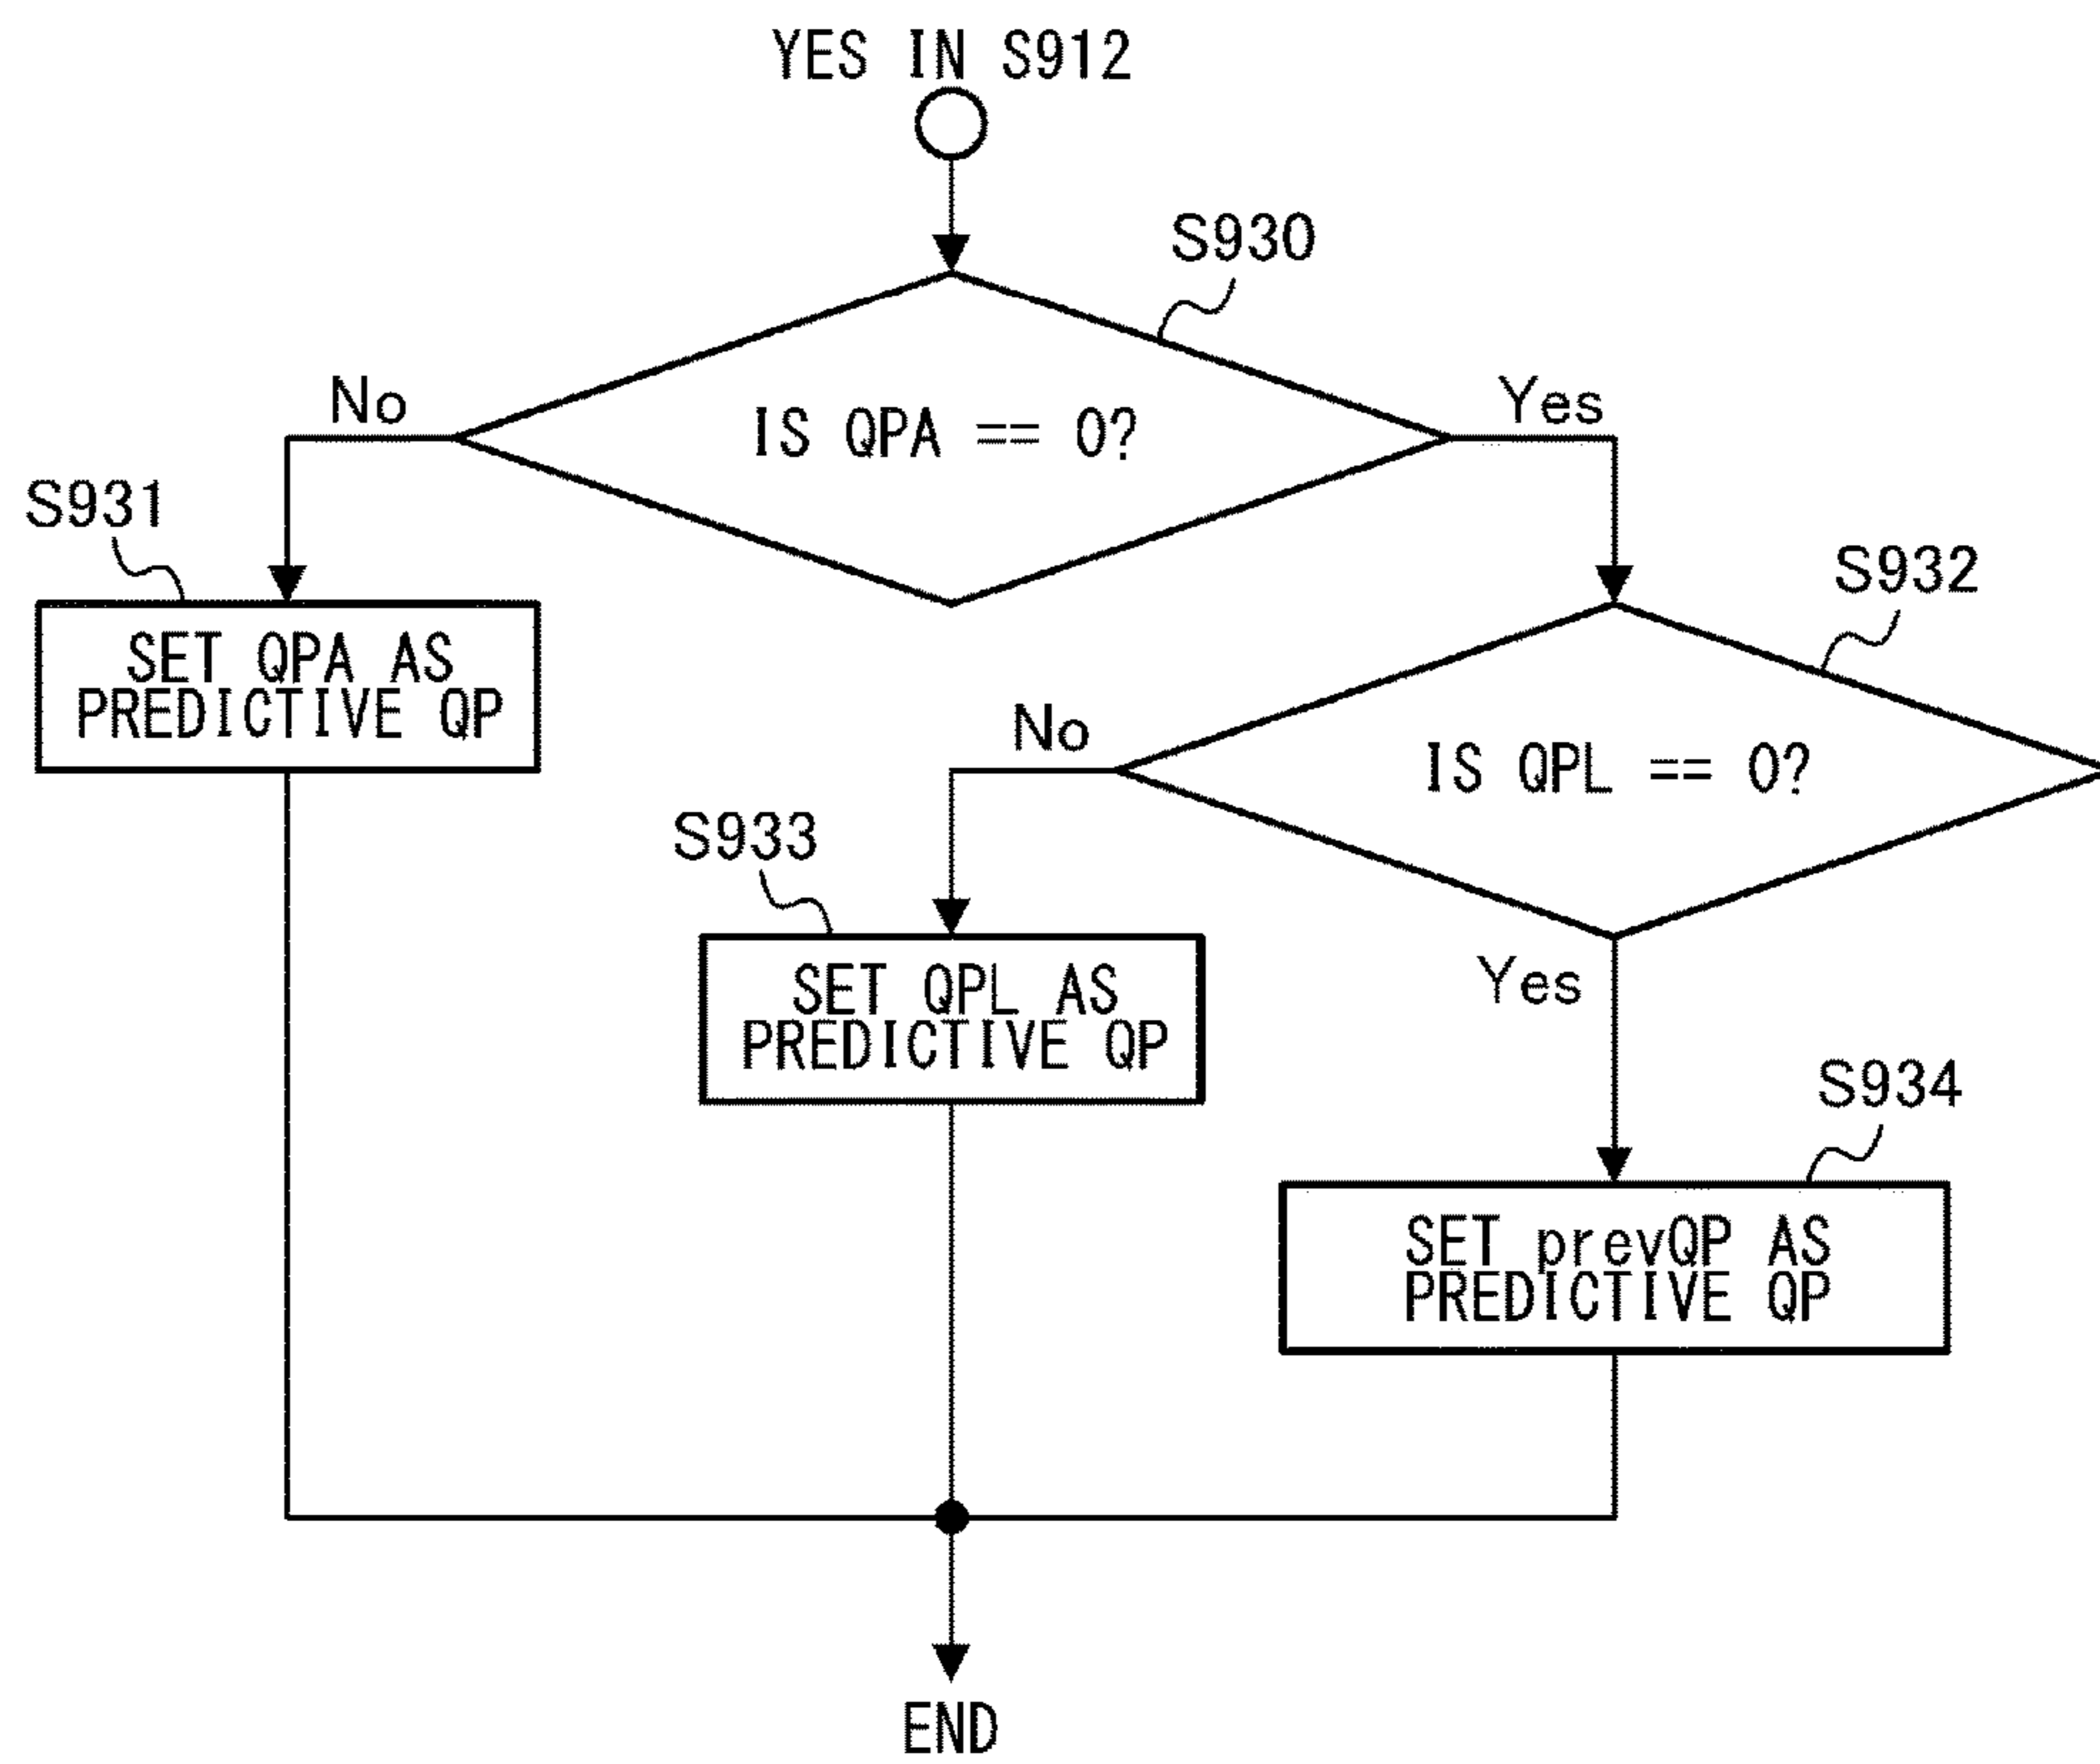 YES IN S912
S930
IS QPA == 0?
No
Yes
S931
SET QPA AS
PREDICTIVE QP
S932
IS QPL == 0?
No
Yes
S933
SET QPL AS
PREDICTIVE QP
S934
SET prevQP AS
PREDICTIVE QP
END